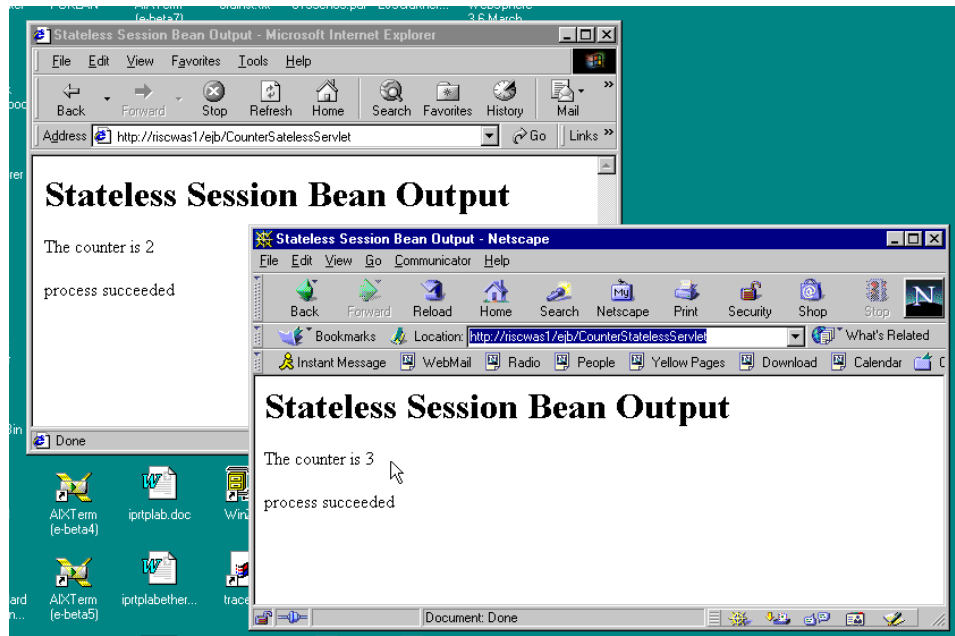 Stateless Session Bean Output - Microsoft Internet Explorer
File Edit View Favorites Tools Help
Back Forward Stop Refresh Home Search Favorites History Mail »
Address http://riscwas1/ejb/CounterSatelessServlet Go Links »
Stateless Session Bean Output
The counter is 2
process succeeded
Done
Stateless Session Bean Output - Netscape
File Edit View Go Communicator Help
Back Forward Reload Home Search Netscape Print Security Shop Stop
My
N
Bookmarks Location: http://riscwas1/ejb/CounterStatelessServlet What's Related
Instant Message WebMail Radio People Yellow Pages Download Calendar
Stateless Session Bean Output
The counter is 3
process succeeded
Document: Done
AIXTerm
(e-beta4)
iprtplab.doc
AIXTerm
(e-beta5)
iprtplabether...
trace
3.6 March